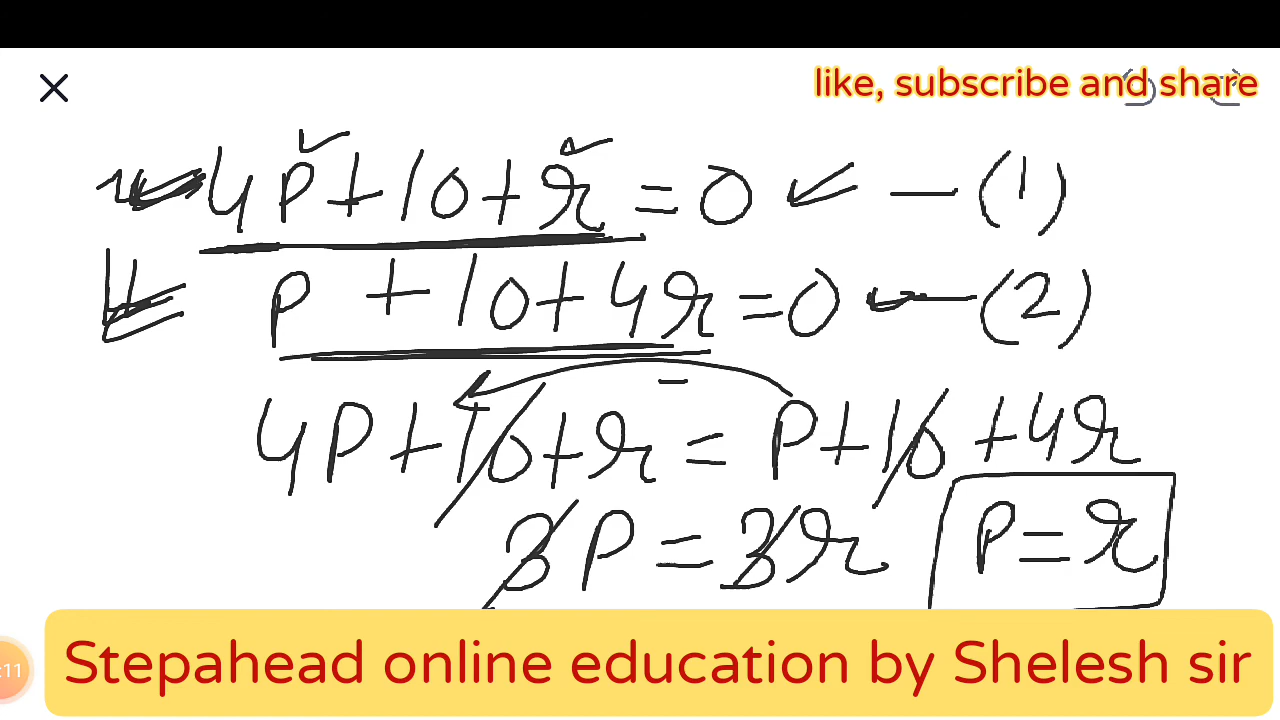 like, subscribe and share
4p + 10 + r = 0 — (1)
p + 10 + 4r = 0 — (2)
4p + 10 + r = p + 10 + 4r
3p = 3r
p = r
:11
Stepahead online education by Shelesh sir